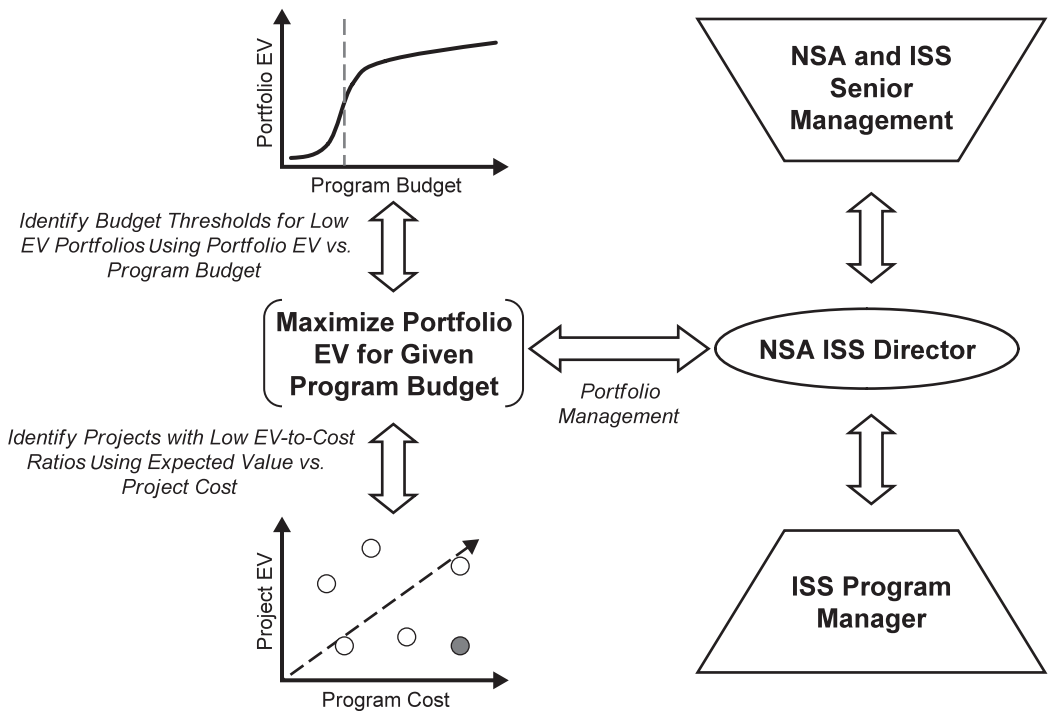 Portfolio EV
Program Budget
NSA and ISS
Senior
Management
Identify Budget Thresholds for Low
EV Portfolios Using Portfolio EV vs.
Program Budget
Maximize Portfolio
EV for Given
Program Budget
Portfolio
Management
NSA ISS Director
Identify Projects with Low EV-to-Cost
Ratios Using Expected Value vs.
Project Cost
Project EV
Program Cost
ISS Program
Manager